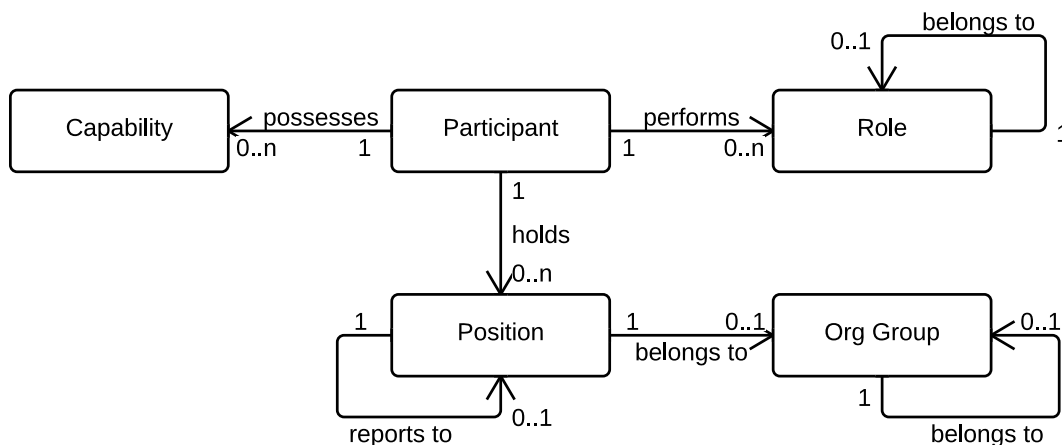 belongs to
0..1
Capability
possesses
Participant
performs
Role
0..n
1
1
0..n
1
1
holds
0..n
1
Position
1
0..1
Org Group
0..1
belongs to
0..1
1
reports to
belongs to